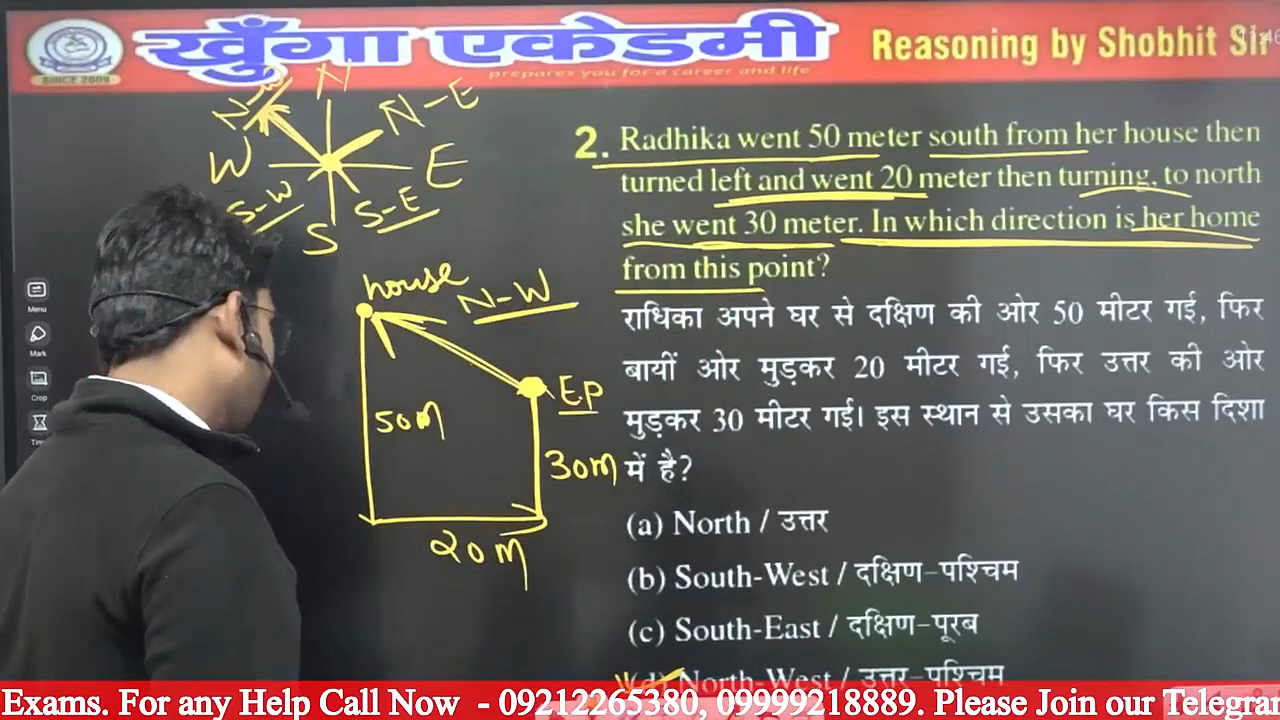 खुँगा एकेडमी
prepares you for a career and life
SINCE 2009
Reasoning by Shobhit Sir
11:46
N
N-E
W
E
S-W
S-E
S
2. Radhika went 50 meter south from her house then
turned left and went 20 meter then turning, to north
she went 30 meter. In which direction is her home
from this point?
राधिका अपने घर से दक्षिण की ओर 50 मीटर गई, फिर
बायीं ओर मुड़कर 20 मीटर गई, फिर उत्तर की ओर
मुड़कर 30 मीटर गई। इस स्थान से उसका घर किस दिशा
में है?
(a) North / उत्तर
(b) South-West / दक्षिण-पश्चिम
(c) South-East / दक्षिण-पूरब
(d) North-West / उत्तर-पश्चिम
house
N-W
E.P
50M
30M
20M
Menu
Mark
Crop
Exams. For any Help Call Now - 09212265380, 09999218889. Please Join our Telegra